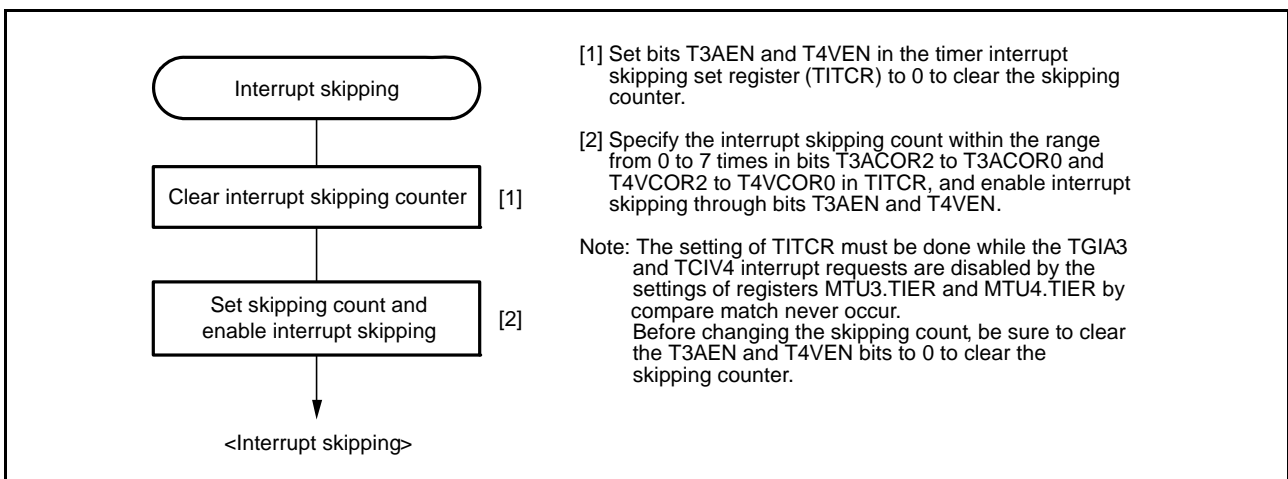 Interrupt skipping
Clear interrupt skipping counter
[1]
Set skipping count and
enable interrupt skipping
[2]
<Interrupt skipping>
[1] Set bits T3AEN and T4VEN in the timer interrupt
skipping set register (TITCR) to 0 to clear the skipping
counter.
[2] Specify the interrupt skipping count within the range
from 0 to 7 times in bits T3ACOR2 to T3ACOR0 and
T4VCOR2 to T4VCOR0 in TITCR, and enable interrupt
skipping through bits T3AEN and T4VEN.
Note: The setting of TITCR must be done while the TGIA3
and TCIV4 interrupt requests are disabled by the
settings of registers MTU3.TIER and MTU4.TIER by
compare match never occur.
Before changing the skipping count, be sure to clear
the T3AEN and T4VEN bits to 0 to clear the
skipping counter.